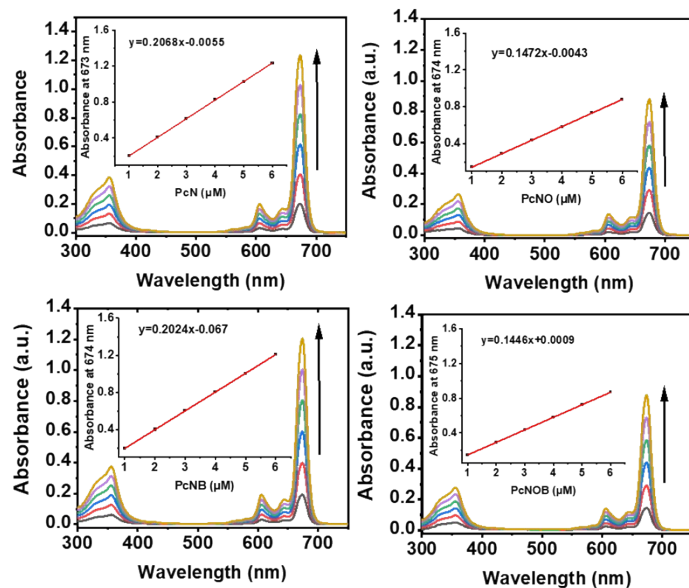 1.4
1.2
1.0
0.8
0.6
0.4
0.2
0.0
Absorbance
300 400 500 600 700
Wavelength (nm)
y=0.2068x-0.0055
Absorbance at 673 nm
1.6
1.2
0.8
0.4
1 2 3 4 5 6
PcN (μM)
1.4
1.2
1.0
0.8
0.6
0.4
0.2
0.0
Absorbance (a.u.)
300 400 500 600 700
Wavelength (nm)
y=0.1472x-0.0043
Absorbance at 674 nm
1.6
1.2
0.8
0.4
1 2 3 4 5 6
PcNO (μM)
1.4
1.2
1.0
0.8
0.6
0.4
0.2
0.0
Absorbance (a.u.)
300 400 500 600 700
Wavelength (nm)
y=0.2024x-0.067
Absorbance at 674 nm
1.6
1.2
0.8
0.4
1 2 3 4 5 6
PcNB (μM)
1.4
1.2
1.0
0.8
0.6
0.4
0.2
0.0
Absorbance (a.u.)
300 400 500 600 700
Wavelength (nm)
y=0.1446x+0.0009
Absorbance at 675 nm
1.6
1.2
0.8
0.4
1 2 3 4 5 6
PcNOB (μM)